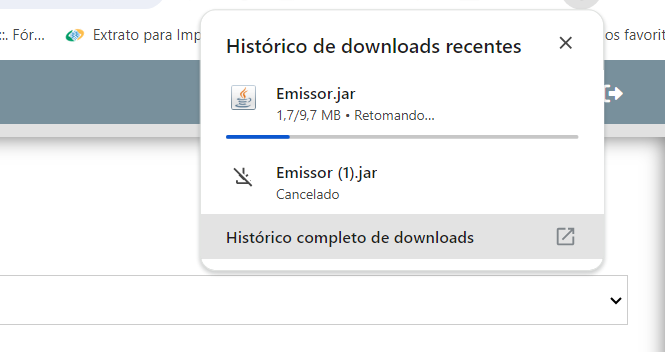 :. Fór...
Extrato para Imp
os favorit
Histórico de downloads recentes
Emissor.jar
1,7/9,7 MB • Retomando...
Emissor (1).jar
Cancelado
Histórico completo de downloads